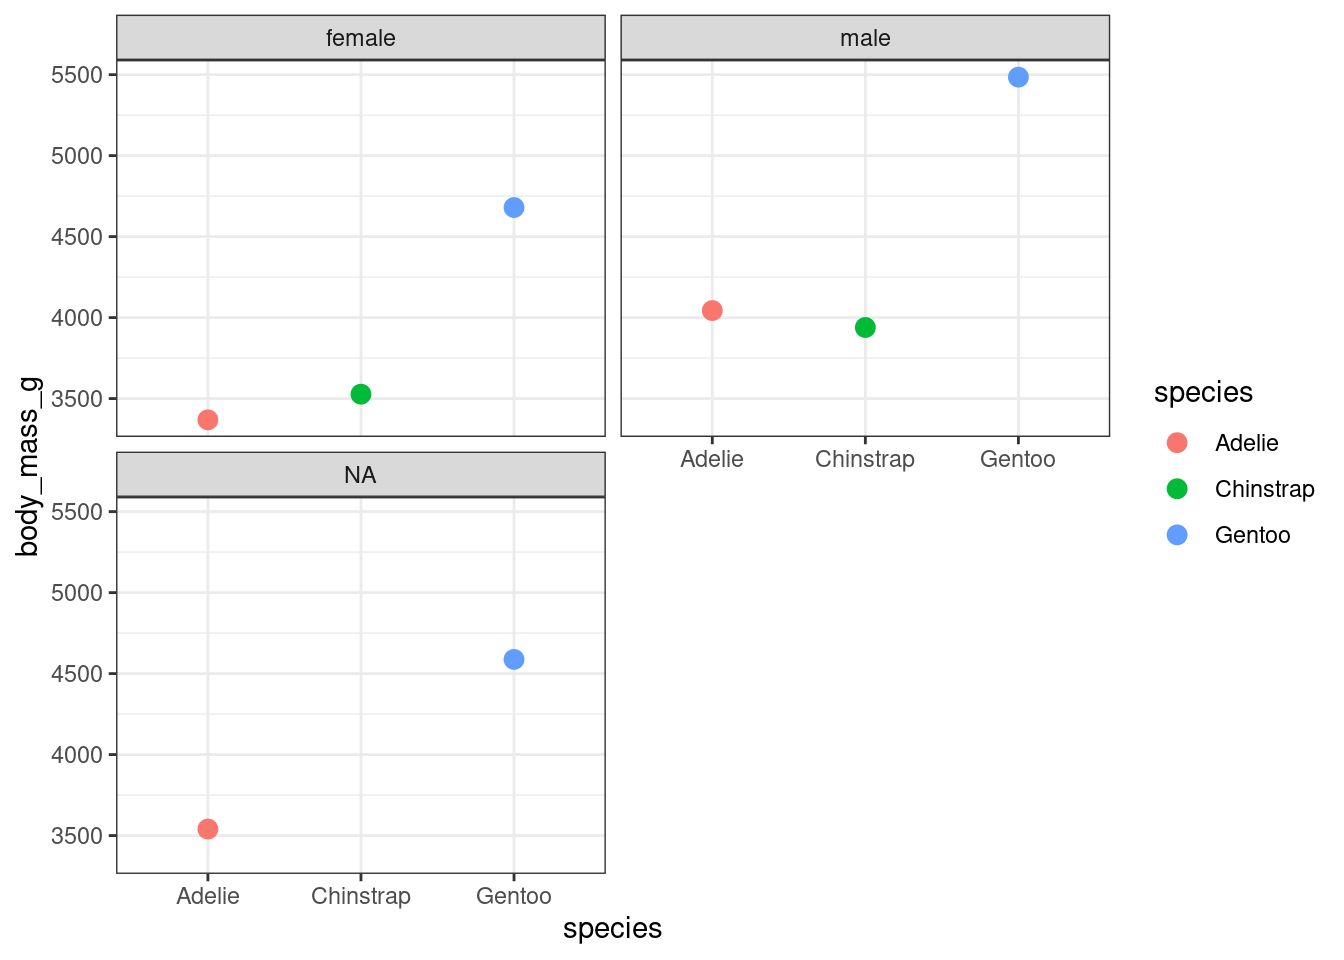 female
male
5500
5000
4500
4000
3500
Adelie
Chinstrap
Gentoo
NA
5500
5000
4500
4000
3500
Adelie
Chinstrap
Gentoo
species
body_mass_g
species
Adelie
Chinstrap
Gentoo